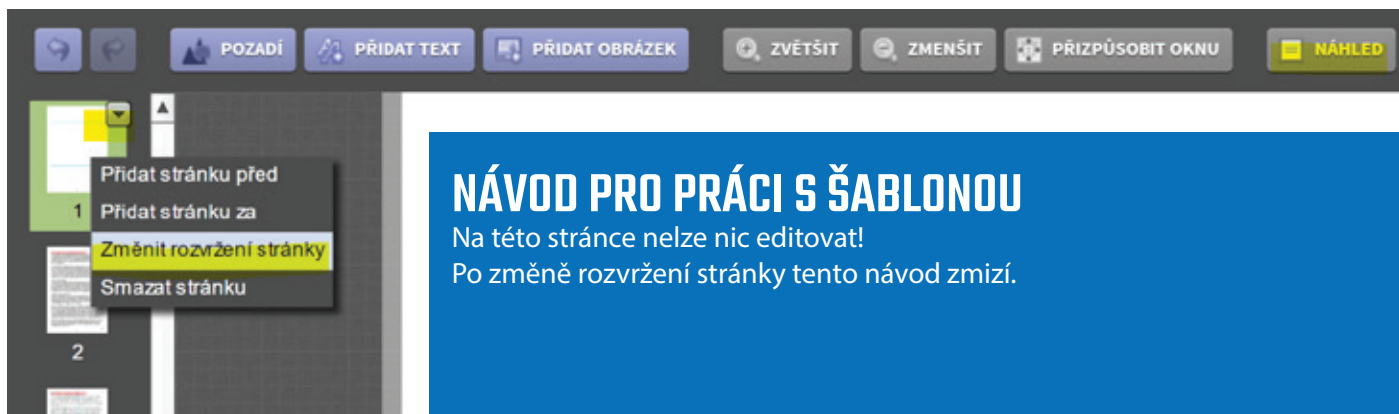 POZADÍ PŘIDAT TEXT PŘIDAT OBRÁZEK ZVĚTŠIT ZMENŠIT PŘIZPŮSOBIT OKNU NÁHLED
Přidat stránku před
1 Přidat stránku za
Změnit rozvržení stránky
Smazat stránku
2
NÁVOD PRO PRÁCI S ŠABLONOU
Na této stránce nelze nic editovat!
Po změně rozvržení stránky tento návod zmizí.